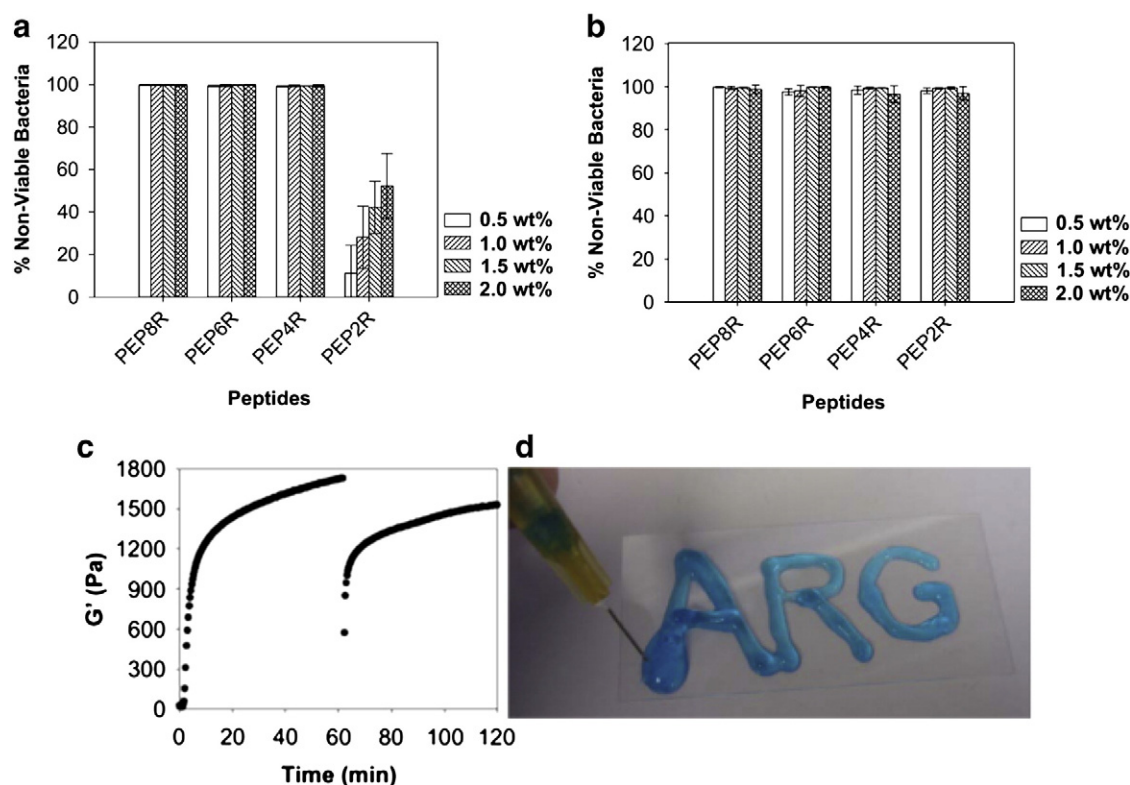 a
120
100
80
60
40
20
0
% Non-Viable Bacteria
PEP8R
PEP6R
PEP4R
PEP2R
Peptides
0.5 wt%
1.0 wt%
1.5 wt%
2.0 wt%
b
120
100
80
60
40
20
0
% Non-Viable Bacteria
PEP8R
PEP6R
PEP4R
PEP2R
Peptides
0.5 wt%
1.0 wt%
1.5 wt%
2.0 wt%
c
1800
1500
1200
900
600
300
0
G' (Pa)
0 20 40 60 80 100 120
Time (min)
d
ARG